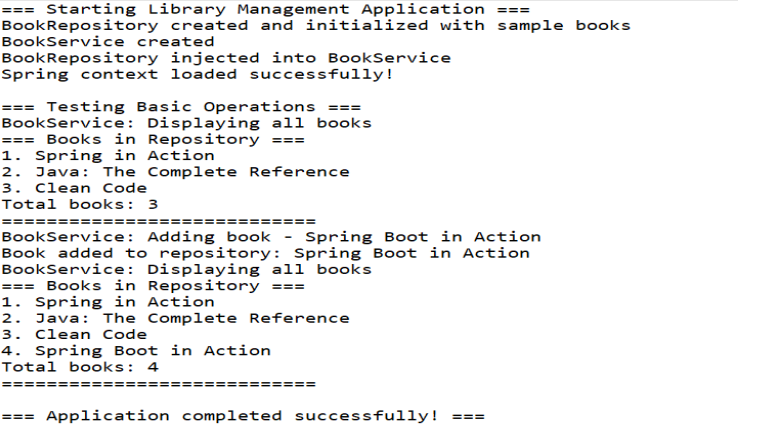 === Starting Library Management Application ===
BookRepository created and initialized with sample books
BookService created
BookRepository injected into BookService
Spring context loaded successfully!

=== Testing Basic Operations ===
BookService: Displaying all books
=== Books in Repository ===
1. Spring in Action
2. Java: The Complete Reference
3. Clean Code
Total books: 3
============================
BookService: Adding book - Spring Boot in Action
Book added to repository: Spring Boot in Action
BookService: Displaying all books
=== Books in Repository ===
1. Spring in Action
2. Java: The Complete Reference
3. Clean Code
4. Spring Boot in Action
Total books: 4
============================

=== Application completed successfully! ===